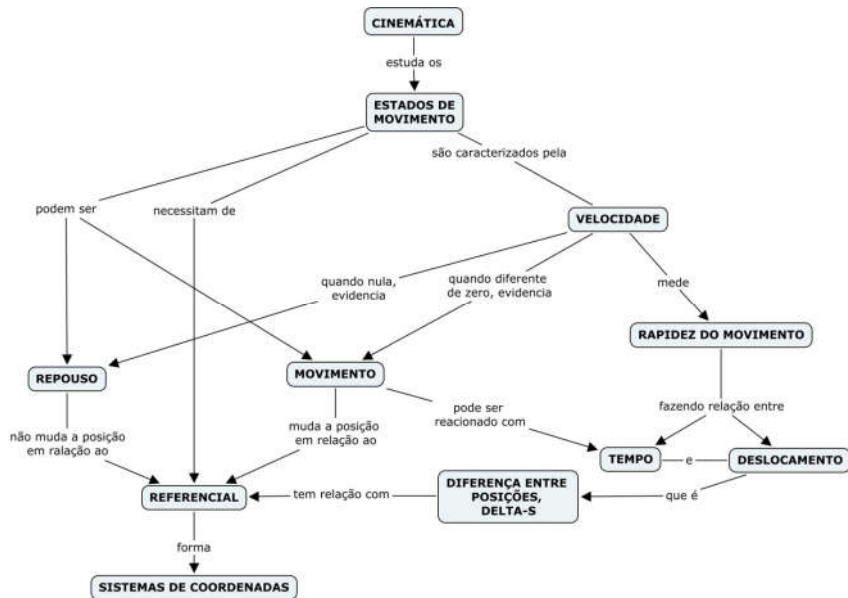 CINEMÁTICA
estuda os
ESTADOS DE
MOVIMENTO
são caracterizados pela
podem ser
necessitam de
VELOCIDADE
quando nula,
evidencia
quando diferente
de zero, evidencia
mede
RAPIDEZ DO MOVIMENTO
REPOUSO
MOVIMENTO
fazendo relação entre
não muda a posição
em ralação ao
muda a posição
em relação ao
pode ser
reacionado com
TEMPO
e
DESLOCAMENTO
REFERENCIAL
tem relação com
DIFERENÇA ENTRE
POSIÇÕES,
DELTA-S
que é
forma
SISTEMAS DE COORDENADAS